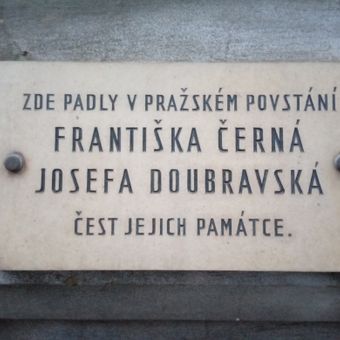 ZDE PADLY V PRAŽSKÉM POVSTÁNÍ
FRANTIŠKA ČERNÁ
JOSEFA DOUBRAVSKÁ
ČEST JEJICH PAMÁTCE.